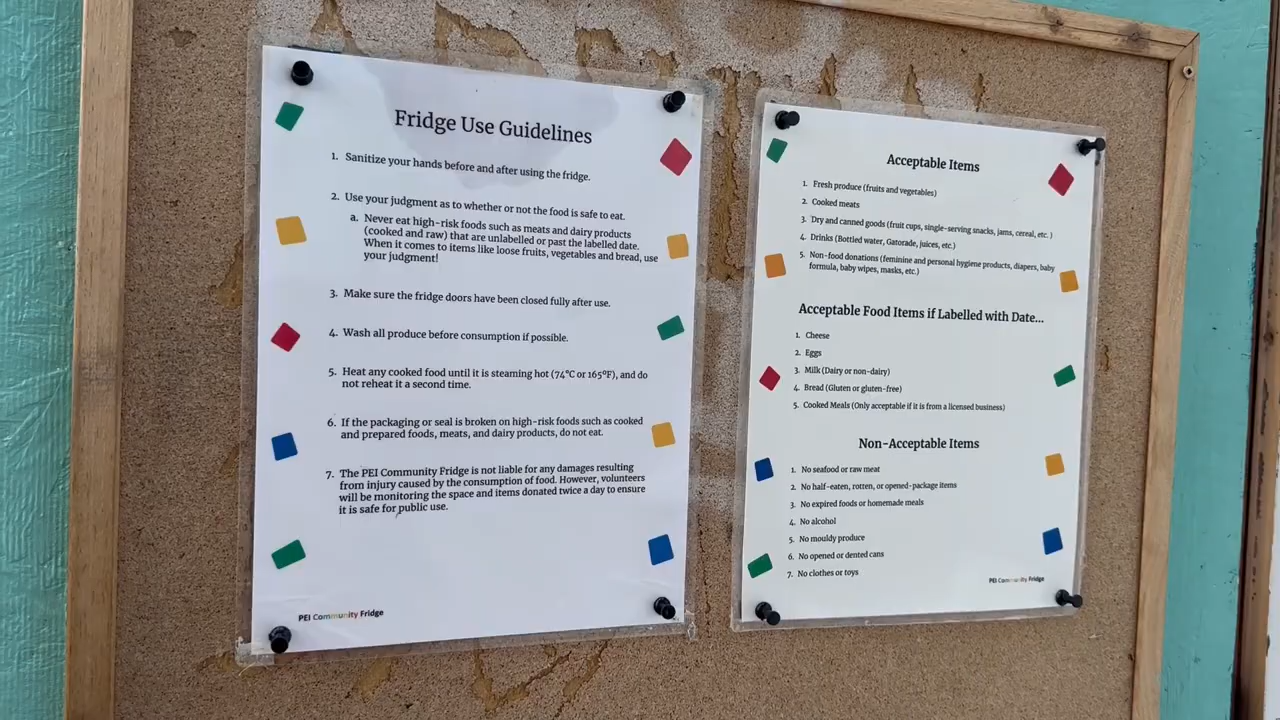 Fridge Use Guidelines
1. Sanitize your hands before and after using the fridge.
2. Use your judgment as to whether or not the food is safe to eat.
a. Never eat high-risk foods such as meats and dairy products
(cooked and raw) that are unlabelled or past the labelled date.
When it comes to items like loose fruits, vegetables and bread, use
your judgment!
3. Make sure the fridge doors have been closed fully after use.
4. Wash all produce before consumption if possible.
5. Heat any cooked food until it is steaming hot (74°C or 165°F), and do
not reheat it a second time.
6. If the packaging or seal is broken on high-risk foods such as cooked
and prepared foods, meats, and dairy products, do not eat.
7. The PEI Community Fridge is not liable for any damages resulting
from injury caused by the consumption of food. However, volunteers
will be monitoring the space and items donated twice a day to ensure
it is safe for public use.
PEI Community Fridge
Acceptable Items
1. Fresh produce (fruits and vegetables)
2. Cooked meats
3. Dry and canned goods (fruit cups, single-serving snacks, jams, cereal, etc. )
4. Drinks (Bottled water, Gatorade, juices, etc.)
5. Non-food donations (feminine and personal hygiene products, diapers, baby
formula, baby wipes, masks, etc.)
Acceptable Food Items if Labelled with Date...
1. Cheese
2. Eggs
3. Milk (Dairy or non-dairy)
4. Bread (Gluten or gluten-free)
5. Cooked Meals (Only acceptable if it is from a licensed business)
Non-Acceptable Items
1. No seafood or raw meat
2. No half-eaten, rotten, or opened-package items
3. No expired foods or homemade meals
4. No alcohol
5. No mouldy produce
6. No opened or dented cans
7. No clothes or toys
PEI Community Fridge